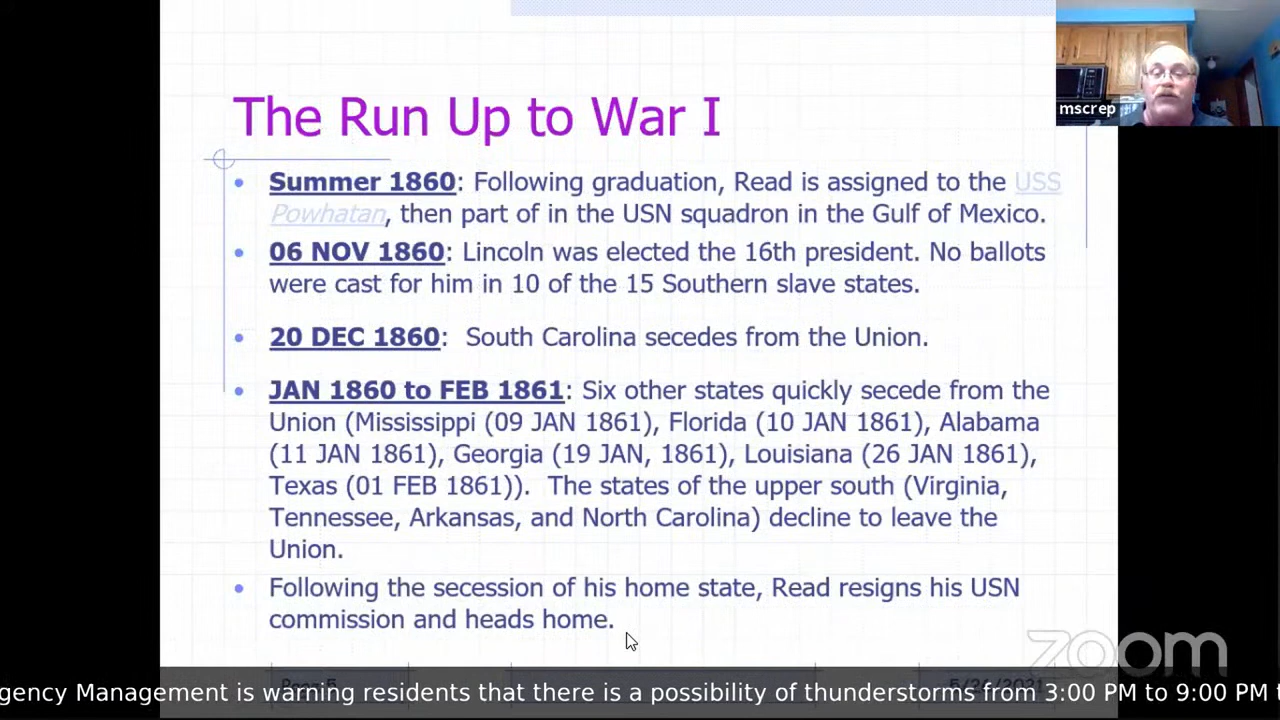 The Run Up to War I
mscrep
• Summer 1860: Following graduation, Read is assigned to the USS
Powhatan, then part of in the USN squadron in the Gulf of Mexico.
• 06 NOV 1860: Lincoln was elected the 16th president. No ballots
were cast for him in 10 of the 15 Southern slave states.
• 20 DEC 1860:  South Carolina secedes from the Union.
• JAN 1860 to FEB 1861: Six other states quickly secede from the
Union (Mississippi (09 JAN 1861), Florida (10 JAN 1861), Alabama
(11 JAN 1861), Georgia (19 JAN, 1861), Louisiana (26 JAN 1861),
Texas (01 FEB 1861)).  The states of the upper south (Virginia,
Tennessee, Arkansas, and North Carolina) decline to leave the
Union.
• Following the secession of his home state, Read resigns his USN
commission and heads home.
zoom
gency Management is warning residents that there is a possibility of thunderstorms from 3:00 PM to 9:00 PM t